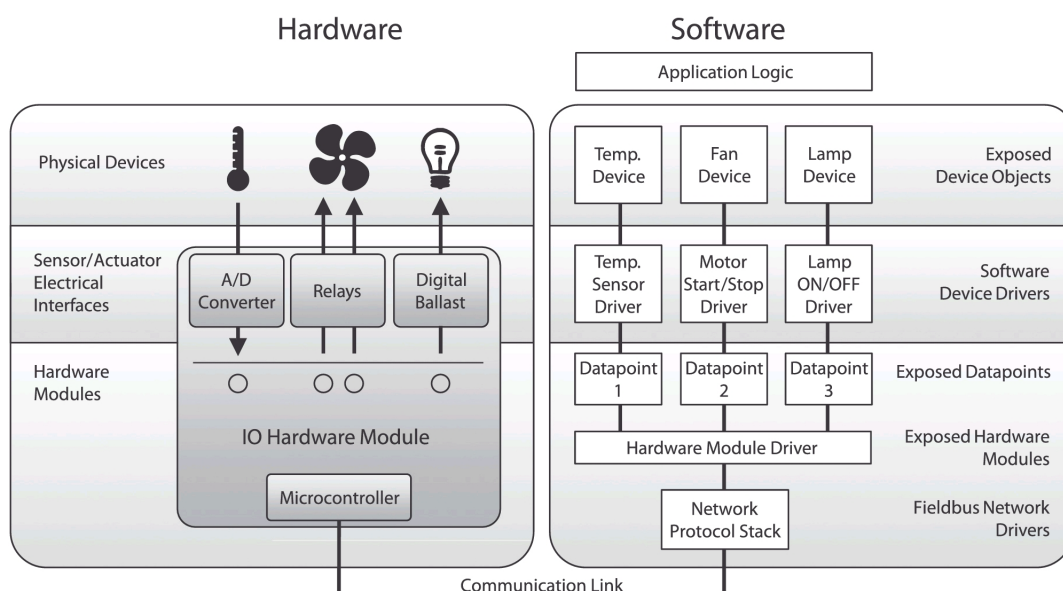 Hardware
Software
Application Logic
Physical Devices
Temp.
Device
Fan
Device
Lamp
Device
Exposed
Device Objects
Sensor/Actuator
Electrical
Interfaces
A/D
Converter
Relays
Digital
Ballast
Temp.
Sensor
Driver
Motor
Start/Stop
Driver
Lamp
ON/OFF
Driver
Software
Device Drivers
Hardware
Modules
Datapoint
1
Datapoint
2
Datapoint
3
Exposed Datapoints
IO Hardware Module
Hardware Module Driver
Exposed Hardware
Modules
Microcontroller
Network
Protocol Stack
Fieldbus Network
Drivers
Communication Link